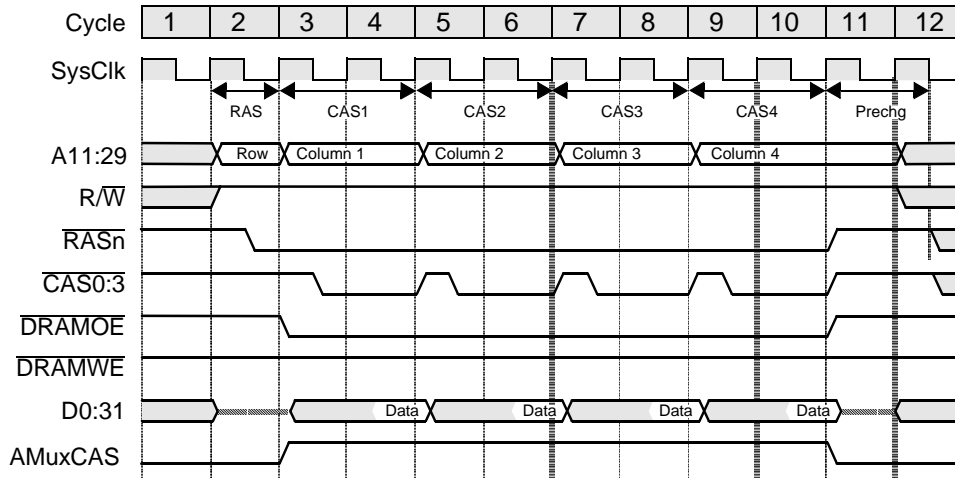 Cycle 1 2 3 4 5 6 7 8 9 10 11 12
SysClk
RAS CAS1 CAS2 CAS3 CAS4 Prechg
A11:29 Row Column 1 Column 2 Column 3 Column 4
R/W
RASn
CAS0:3
DRAMOE
DRAMWE
D0:31 Data Data Data Data
AMuxCAS